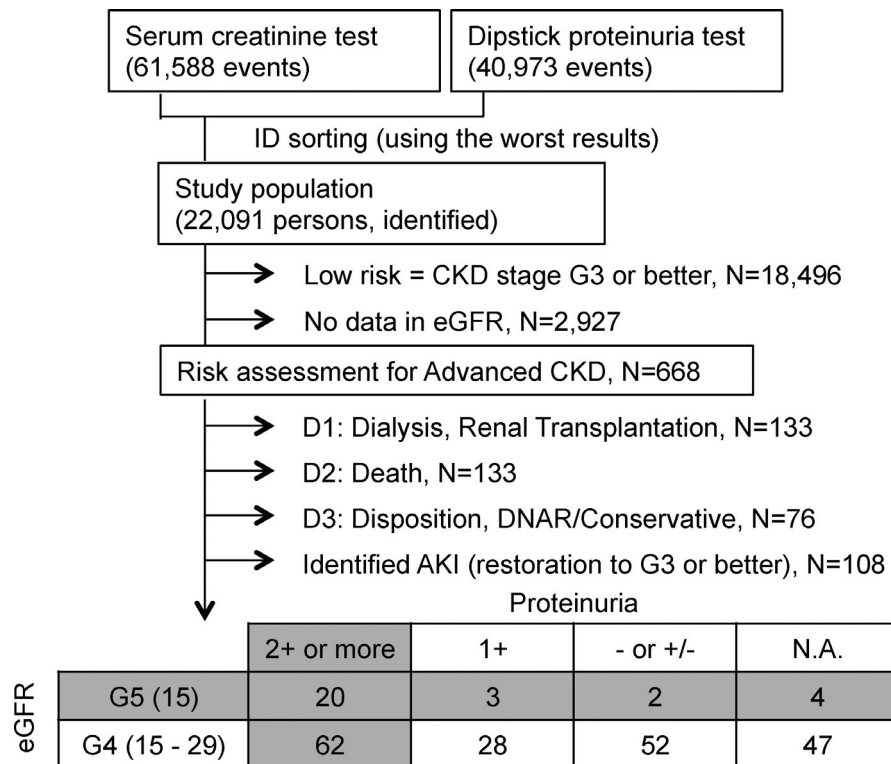 Serum creatinine test
(61,588 events)
Dipstick proteinuria test
(40,973 events)
ID sorting (using the worst results)
Study population
(22,091 persons, identified)
Low risk = CKD stage G3 or better, N=18,496
No data in eGFR, N=2,927
Risk assessment for Advanced CKD, N=668
D1: Dialysis, Renal Transplantation, N=133
D2: Death, N=133
D3: Disposition, DNAR/Conservative, N=76
Identified AKI (restoration to G3 or better), N=108
Proteinuria
2+ or more 1+ - or +/- N.A.
eGFR
G5 (15) 20 3 2 4
G4 (15 - 29) 62 28 52 47